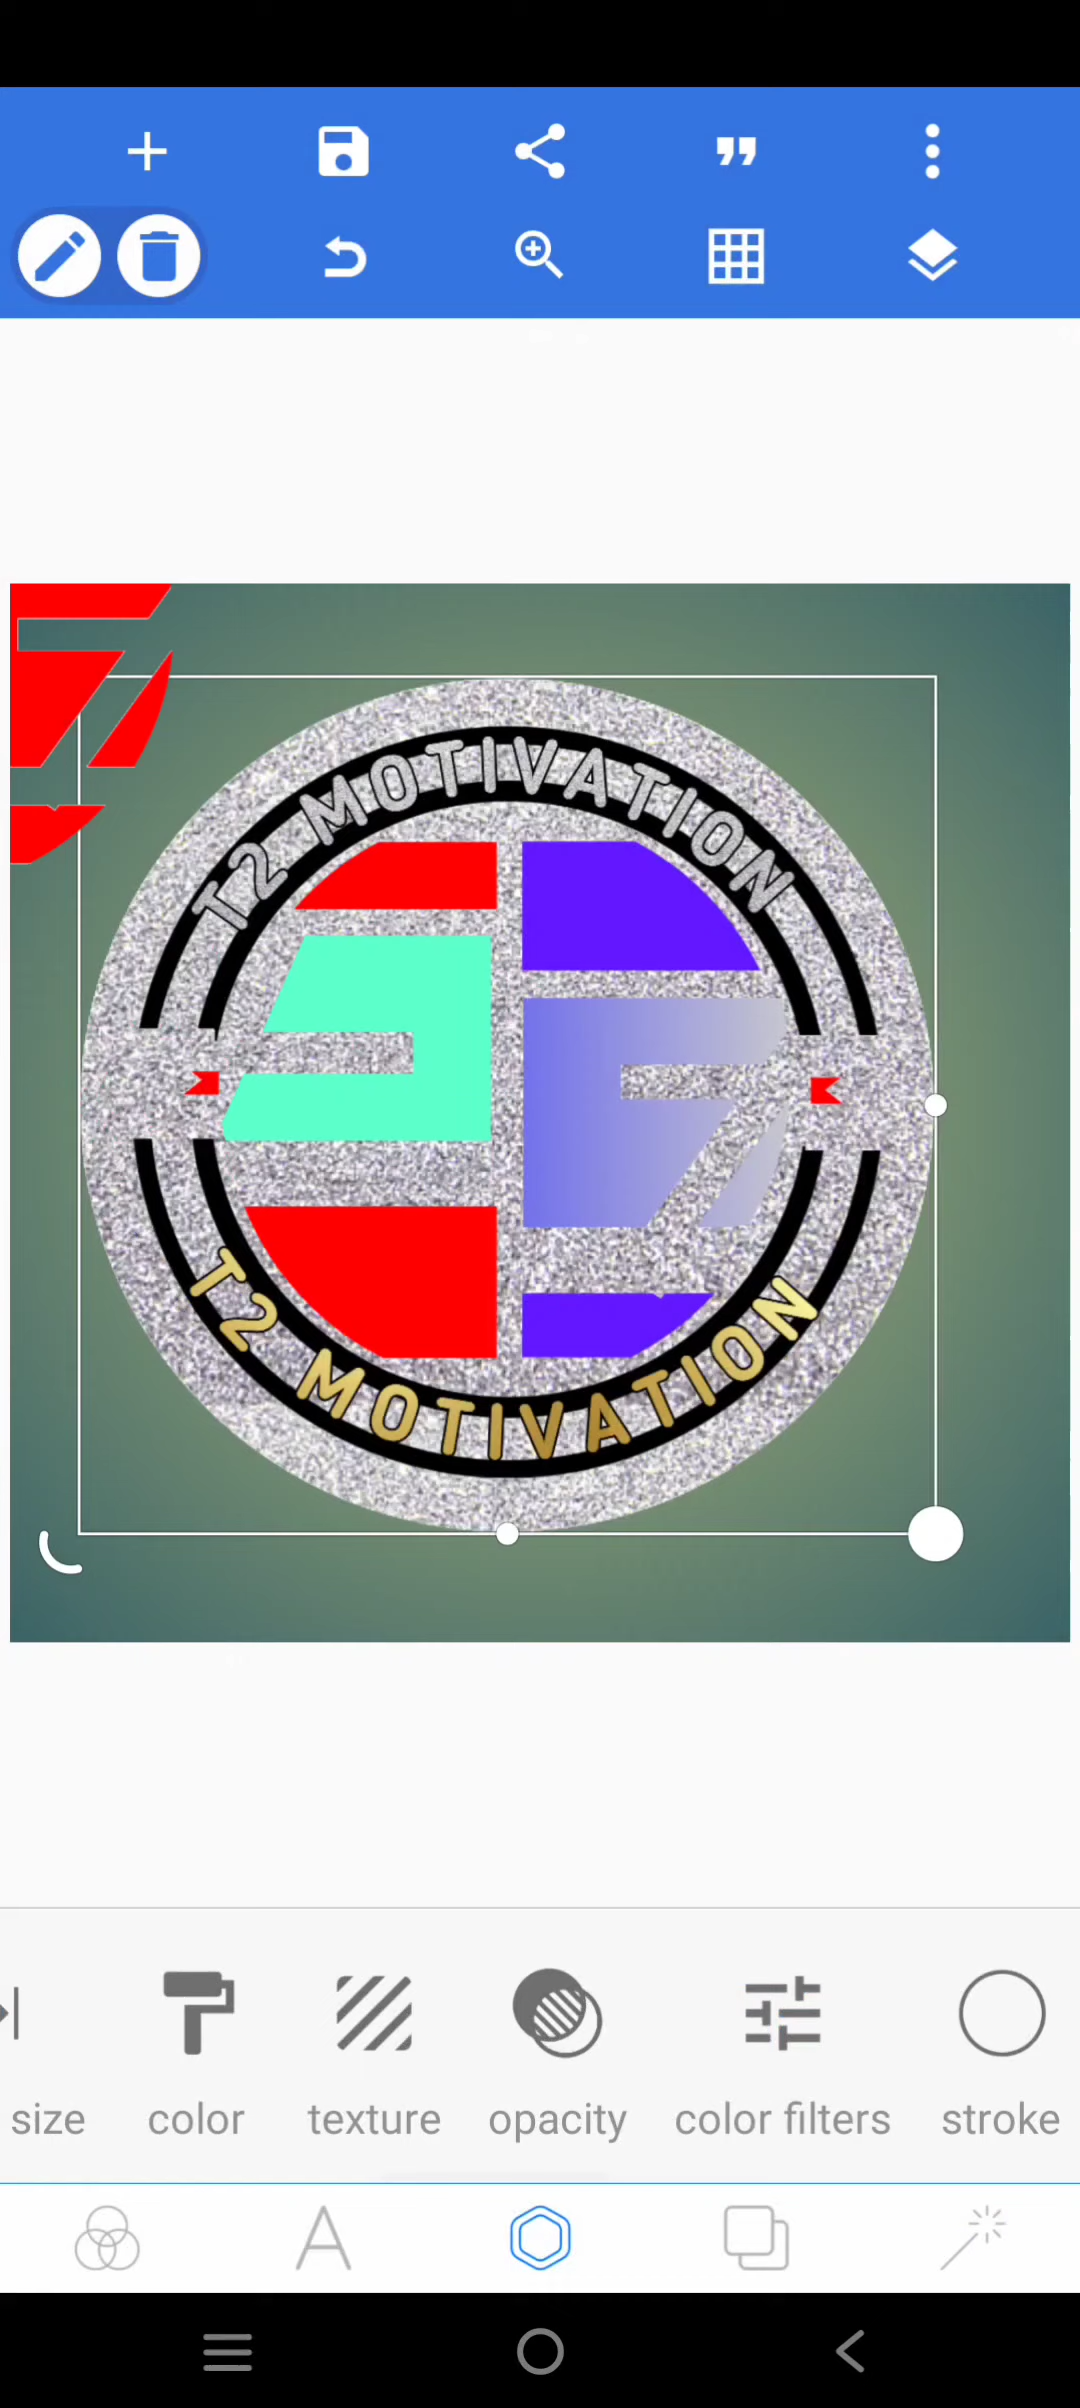 T2 MOTIVATION
T2 MOTIVATION
size
color
texture
opacity
color filters
stroke